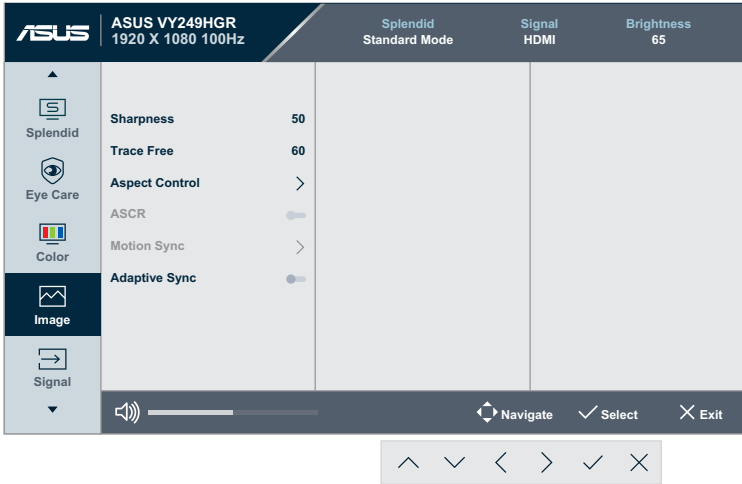 ASUS
ASUS VY249HGR
1920 X 1080 100Hz
Splendid
Standard Mode
Signal
HDMI
Brightness
65
Splendid
Eye Care
Color
Image
Signal
Sharpness 50
Trace Free 60
Aspect Control
ASCR
Motion Sync
Adaptive Sync
Navigate
Select
Exit